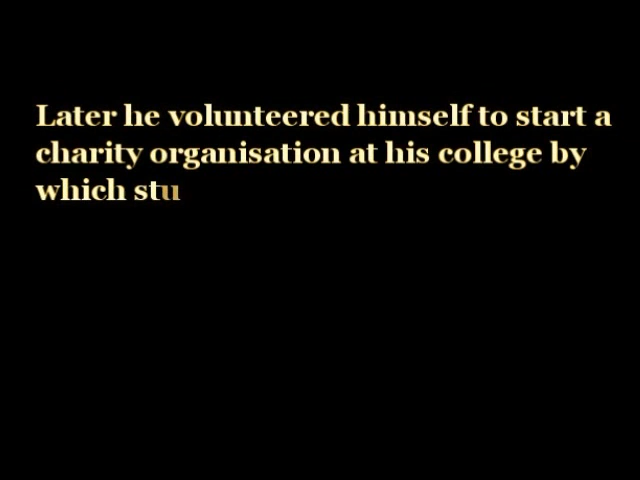 Later he volunteered himself to start a
charity organisation at his college by
which stu